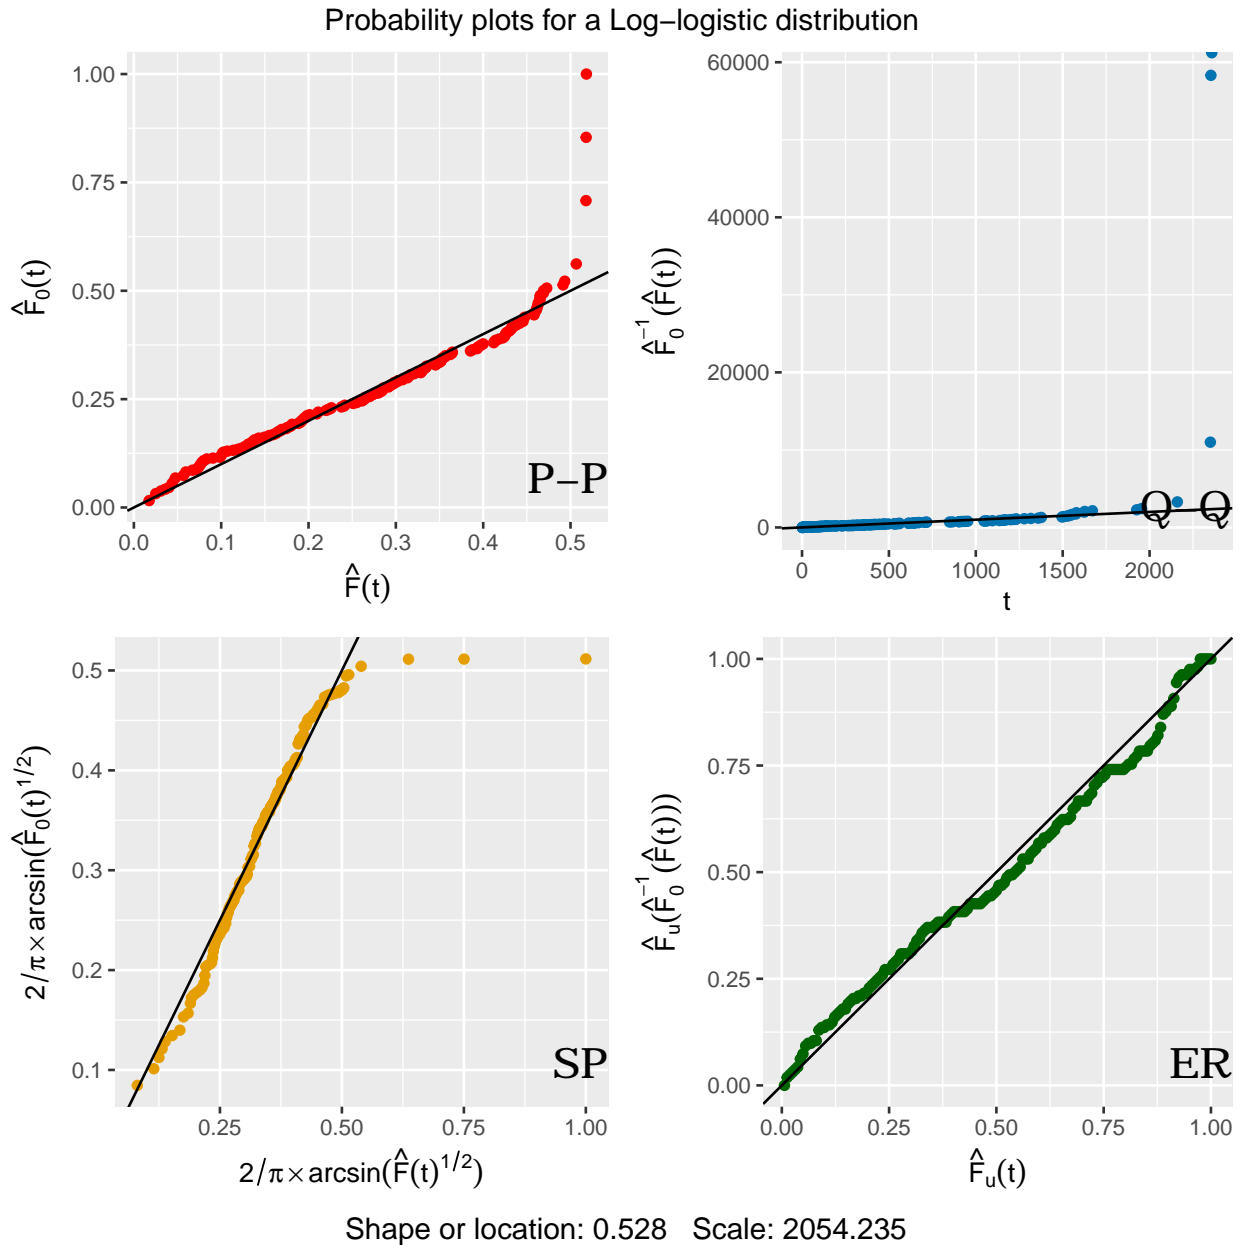 Probability plots for a Log−logistic distribution
1.00
0.75
0.50
0.25
0.00
F̂₀(t)
P−P
0.0 0.1 0.2 0.3 0.4 0.5
F̂(t)
60000
40000
20000
0
F̂₀⁻¹(F̂(t))
Q Q
0 500 1000 1500 2000
t
0.5
0.4
0.3
0.2
0.1
2/π×arcsin(F̂₀(t)^1/2)
SP
0.25 0.50 0.75 1.00
2/π×arcsin(F̂(t)^1/2)
1.00
0.75
0.50
0.25
0.00
F̂ᵤ(F̂₀⁻¹(F̂(t)))
ER
0.00 0.25 0.50 0.75 1.00
F̂ᵤ(t)
Shape or location: 0.528 Scale: 2054.235